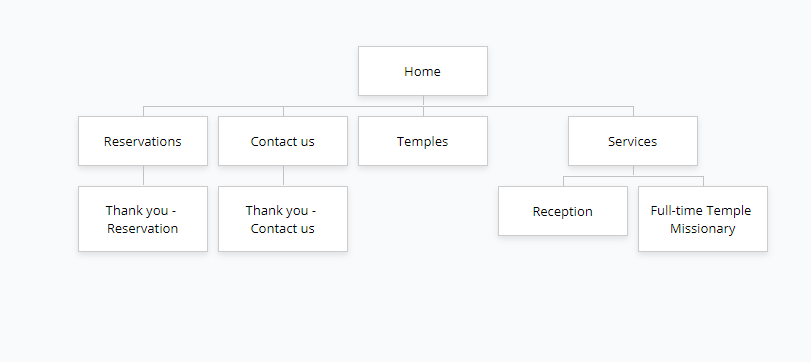 Home
Reservations
Contact us
Temples
Services
Thank you -
Reservation
Thank you -
Contact us
Reception
Full-time Temple
Missionary